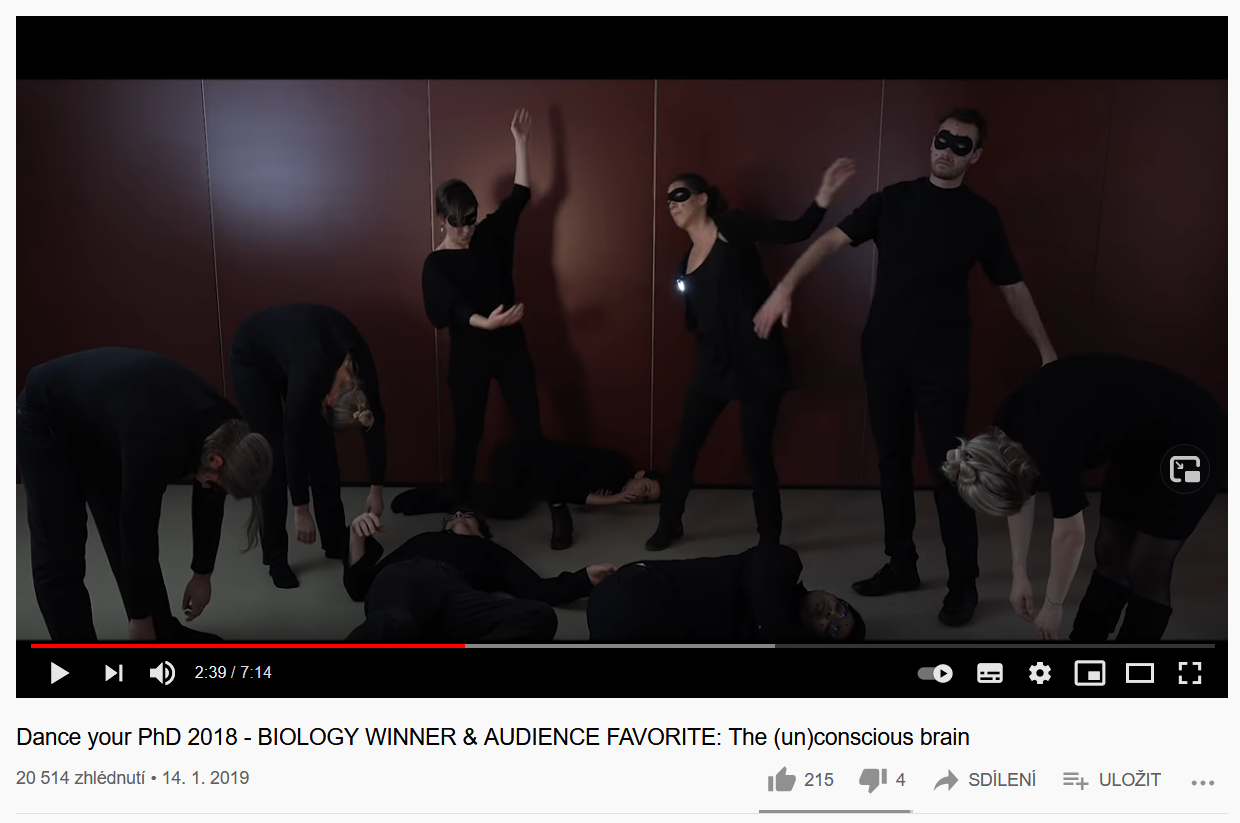 2:39 / 7:14
Dance your PhD 2018 - BIOLOGY WINNER & AUDIENCE FAVORITE: The (un)conscious brain
20 514 zhlédnutí • 14. 1. 2019
215
4
SDÍLENÍ
ULOŽIT